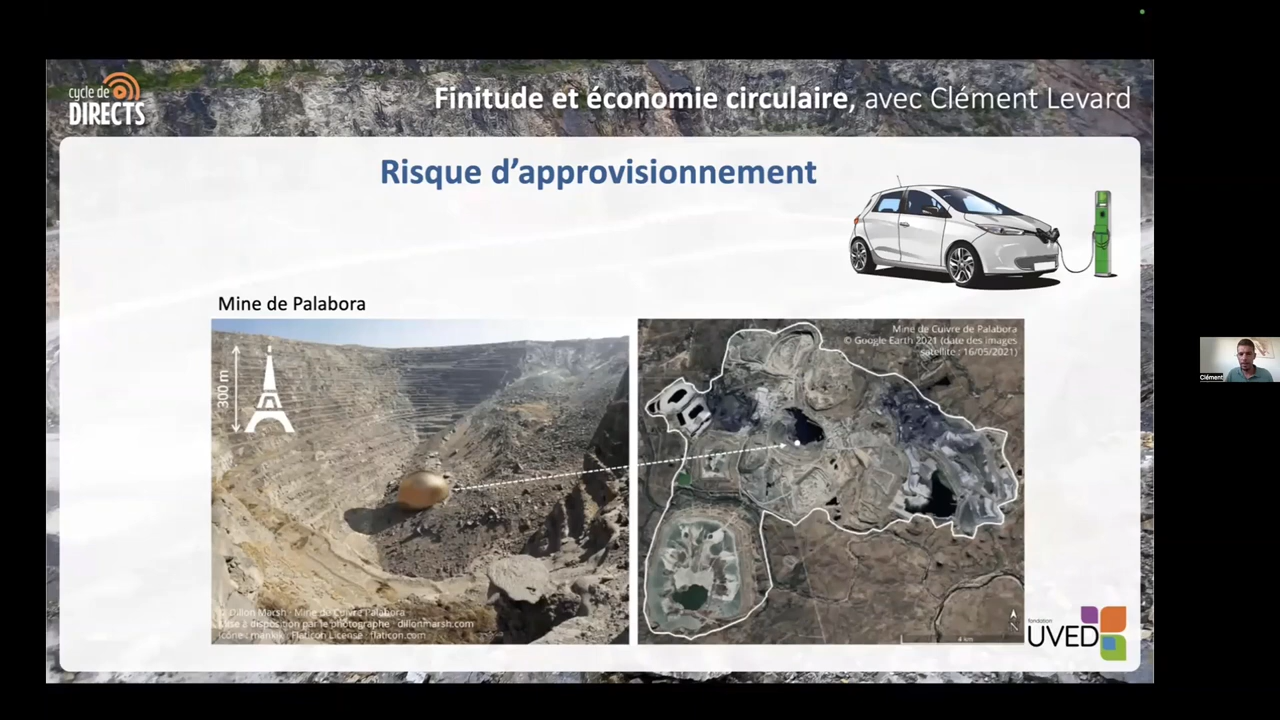 cycle de
DIRECTS
Finitude et économie circulaire, avec Clément Levard
Risque d'approvisionnement
Mine de Palabora
300 m
© Dillon Marsh - Mine de Cuivre Palabora
Mise à disposition par le photographe - dillonmarsh.com
Icône : manik - Flaticon License : flaticon.com
Mine de Cuivre de Palabora
© Google Earth 2021 (date des images
satellite : 16/05/2021)
4 km
N
fondation
UVED
Clément